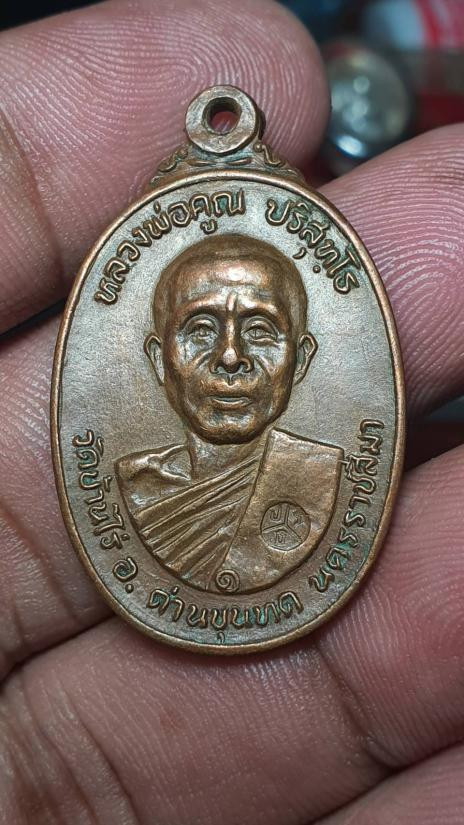 หลวงพ่อคูณ ปริสุทฺโธ
วัดบ้านไร่ อ. ด่านขุนทด นครราชสีมา
๑